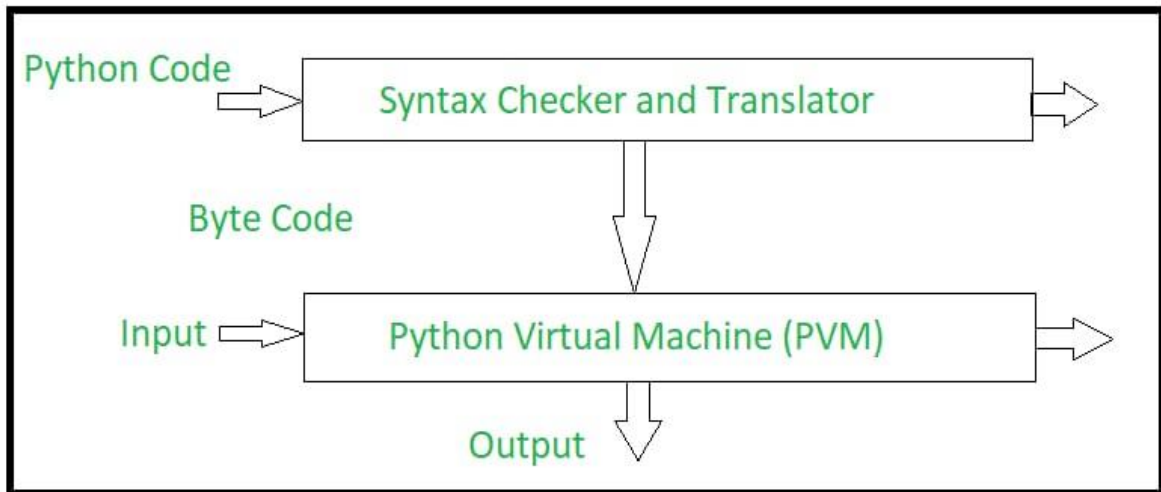 Python Code
Syntax Checker and Translator
Byte Code
Input
Python Virtual Machine (PVM)
Output